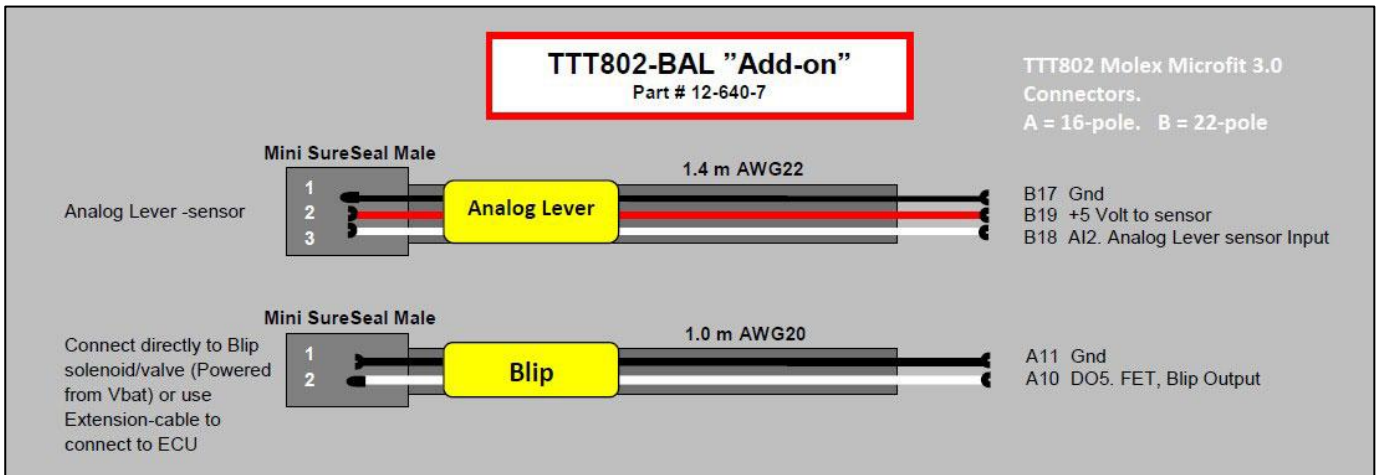 TTT802-BAL ”Add-on”
Part # 12-640-7
TTT802 Molex Microfit 3.0
Connectors.
A = 16-pole. B = 22-pole
Mini SureSeal Male
1.4 m AWG22
Analog Lever -sensor
1
2
3
Analog Lever
B17 Gnd
B19 +5 Volt to sensor
B18 AI2. Analog Lever sensor Input
Mini SureSeal Male
1.0 m AWG20
Connect directly to Blip
solenoid/valve (Powered
from Vbat) or use
Extension-cable to
connect to ECU
1
2
Blip
A11 Gnd
A10 DO5. FET, Blip Output